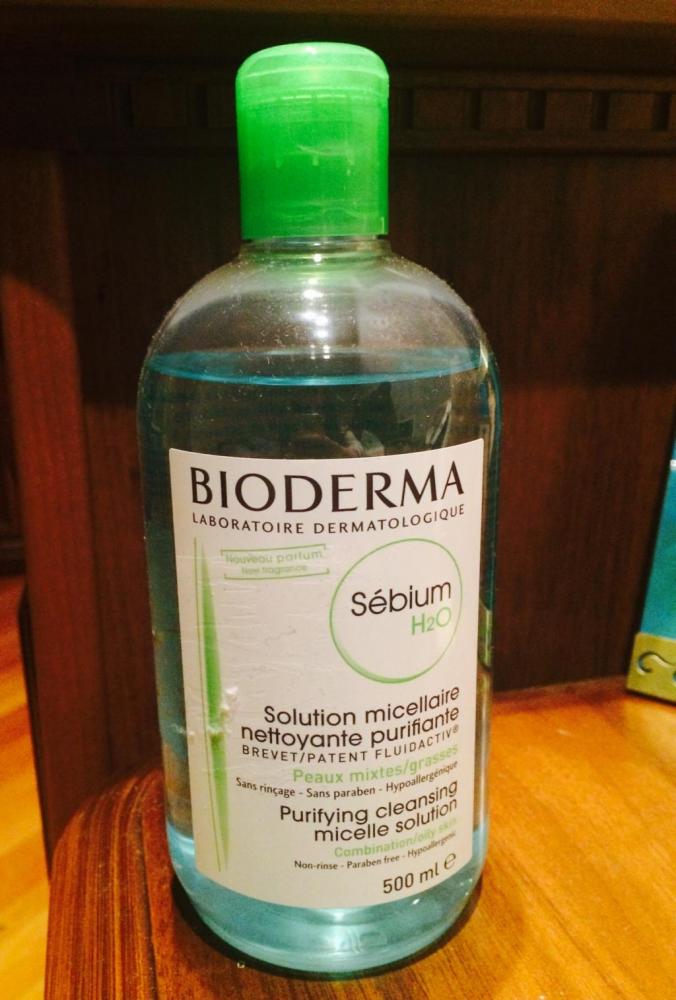 BIODERMA
LABORATOIRE DERMATOLOGIQUE
Nouveau parfum
New fragrance
Sébium
H2O
Solution micellaire
nettoyante purifiante
BREVET/PATENT FLUIDACTIV®
Peaux mixtes/grasses
Sans rinçage - Sans paraben - Hypoallergénique
Purifying cleansing
micelle solution
Combination/oily skin
Non-rinse - Paraben free - Hypoallergenic
500 ml e